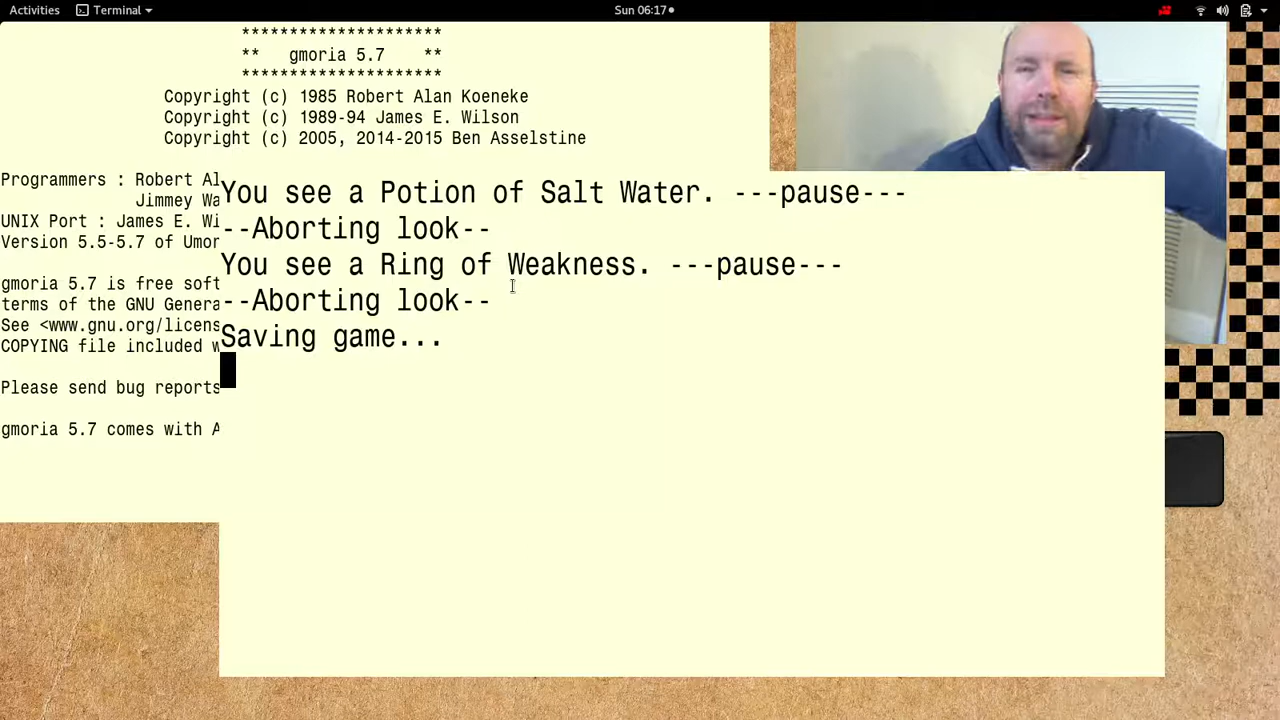 Activities Terminal Sun 06:17
*********************
** gmoria 5.7 **
*********************
Copyright (c) 1985 Robert Alan Koeneke
Copyright (c) 1989-94 James E. Wilson
Copyright (c) 2005, 2014-2015 Ben Asselstine
Programmers : Robert Al
Jimmey Wa
UNIX Port : James E. Wi
Version 5.5-5.7 of Umor
gmoria 5.7 is free soft
terms of the GNU Genera
See <www.gnu.org/licens
COPYING file included w
Please send bug reports
gmoria 5.7 comes with A
You see a Potion of Salt Water. ---pause---
--Aborting look--
You see a Ring of Weakness. ---pause---
--Aborting look--
Saving game...